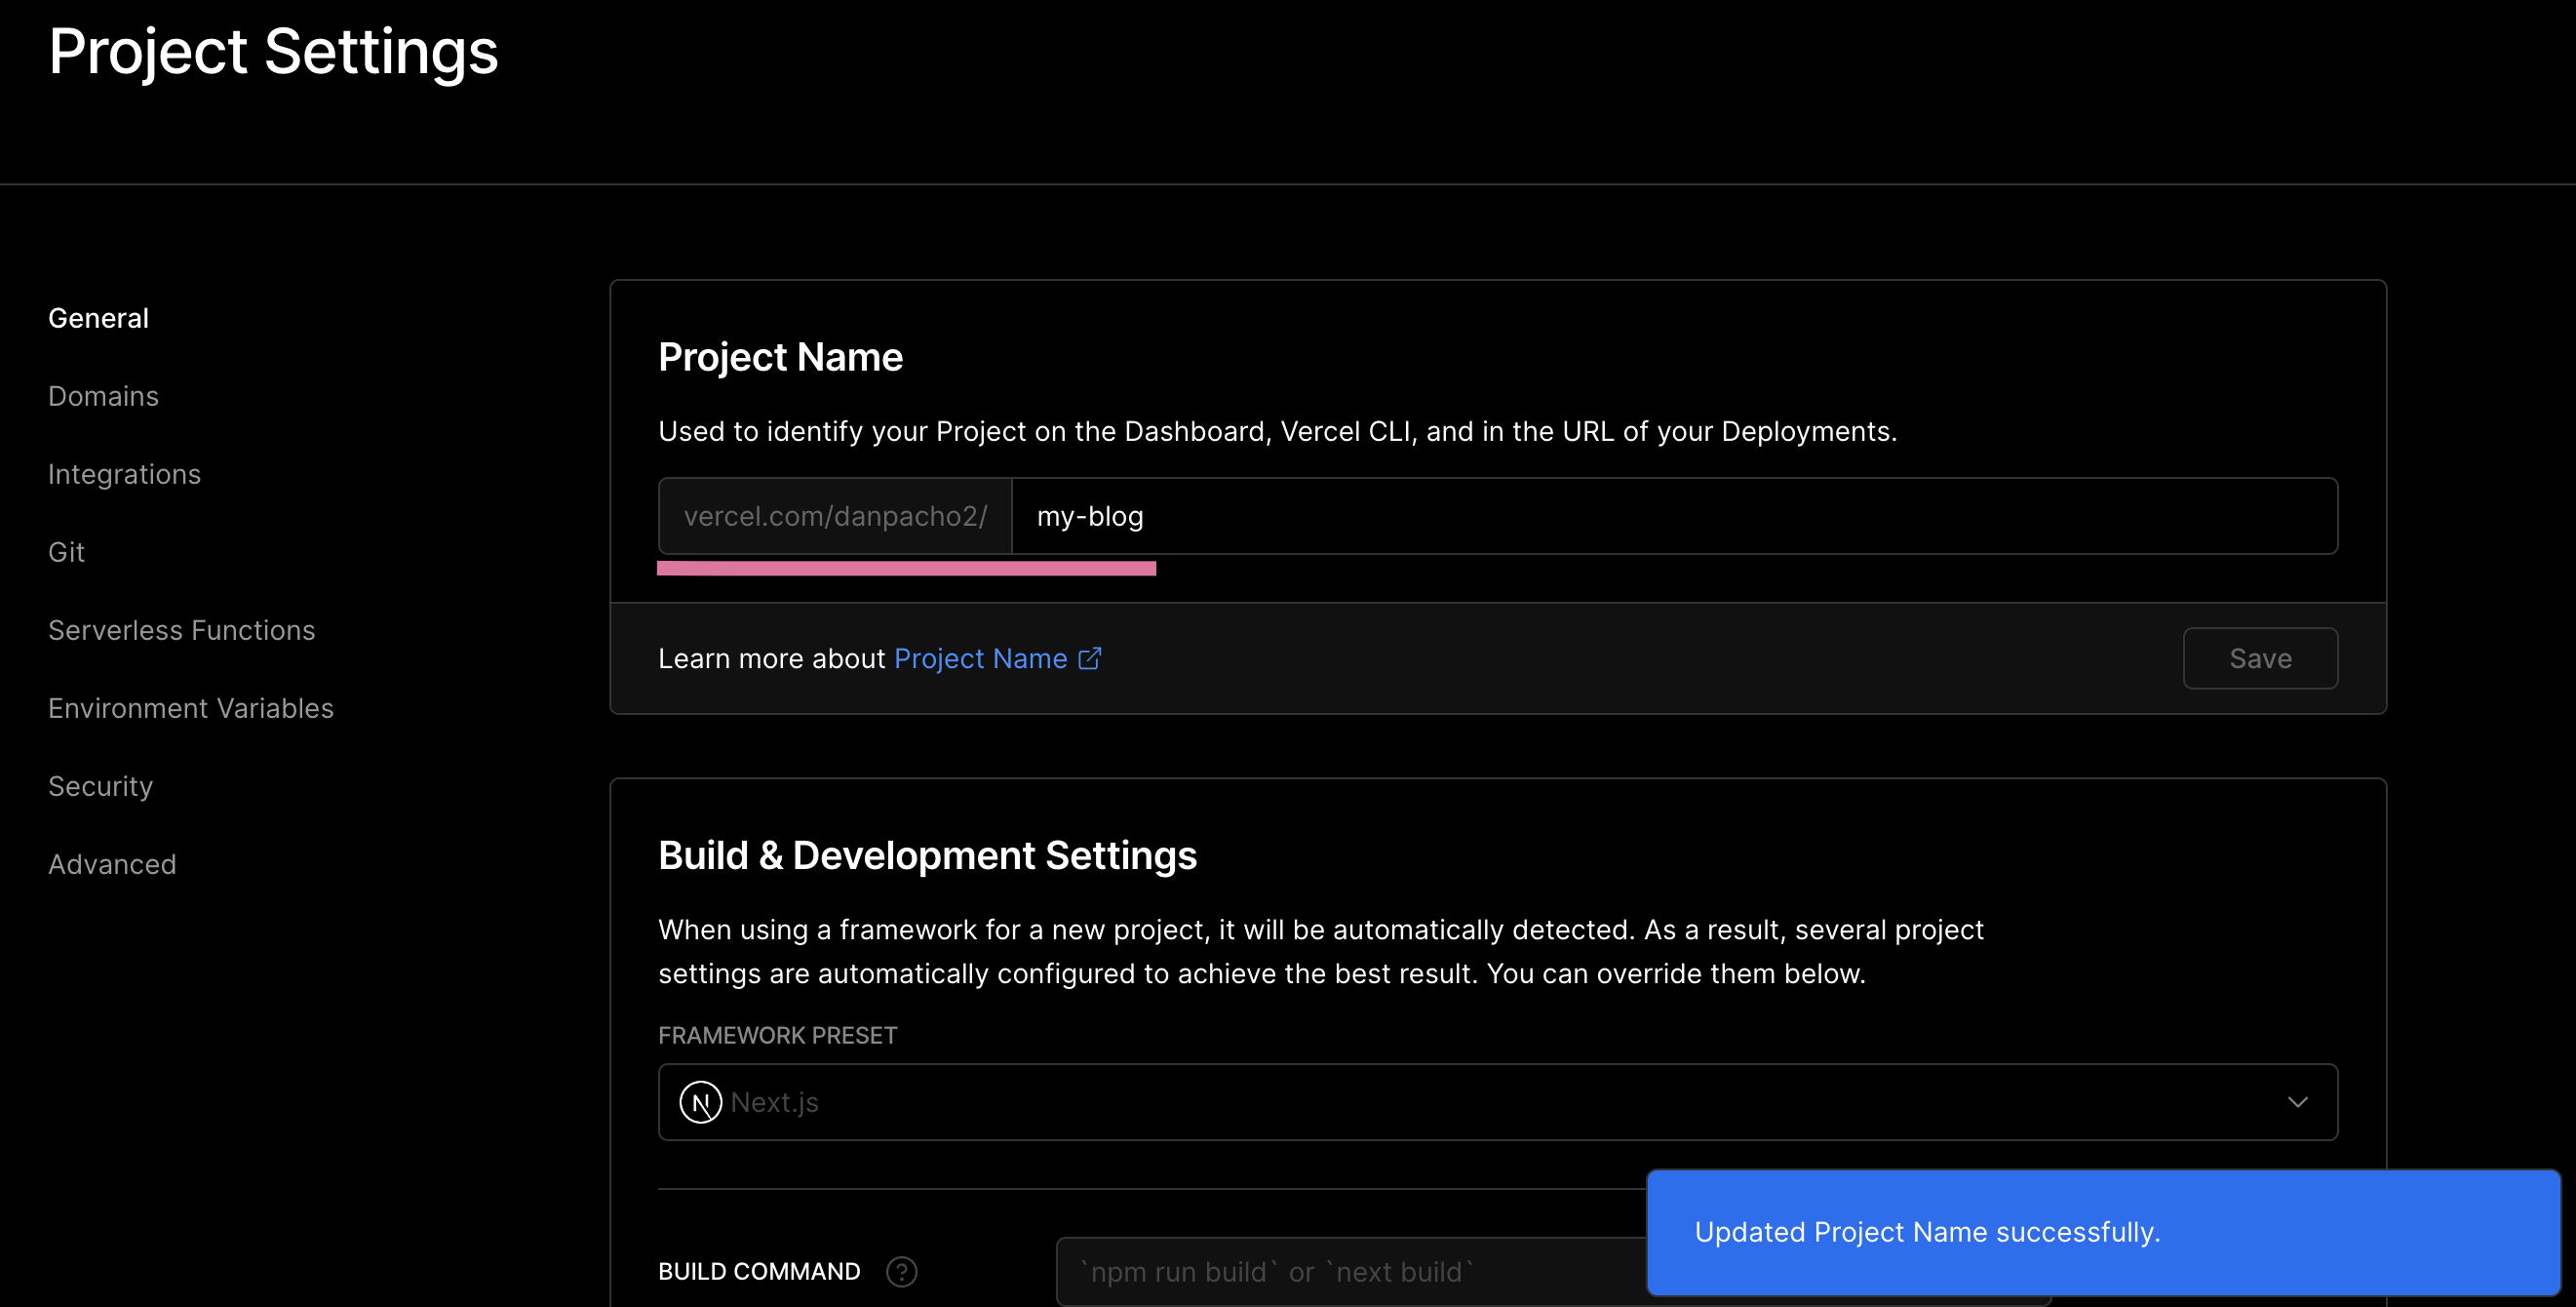 Project Settings
General
Domains
Integrations
Git
Serverless Functions
Environment Variables
Security
Advanced
Project Name
Used to identify your Project on the Dashboard, Vercel CLI, and in the URL of your Deployments.
vercel.com/danpacho2/ my-blog
Learn more about Project Name
Save
Build & Development Settings
When using a framework for a new project, it will be automatically detected. As a result, several project
settings are automatically configured to achieve the best result. You can override them below.
FRAMEWORK PRESET
N Next.js
BUILD COMMAND ? `npm run build` or `next build`
Updated Project Name successfully.